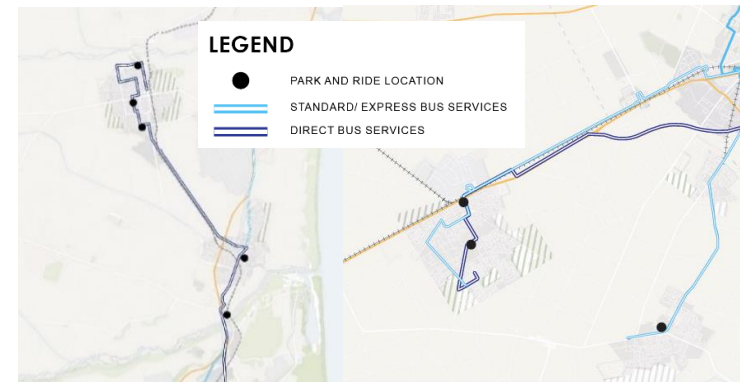 LEGEND
PARK AND RIDE LOCATION
STANDARD/ EXPRESS BUS SERVICES
DIRECT BUS SERVICES